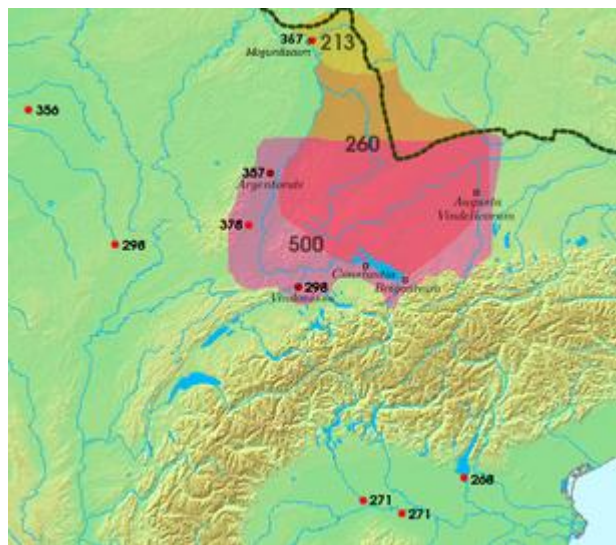 367
213
Mogontiacum
356
260
357
Argentorate
Augusta
Vindelicorum
378
500
298
Constantia
Brigantium
298
Vindonissa
268
271
271